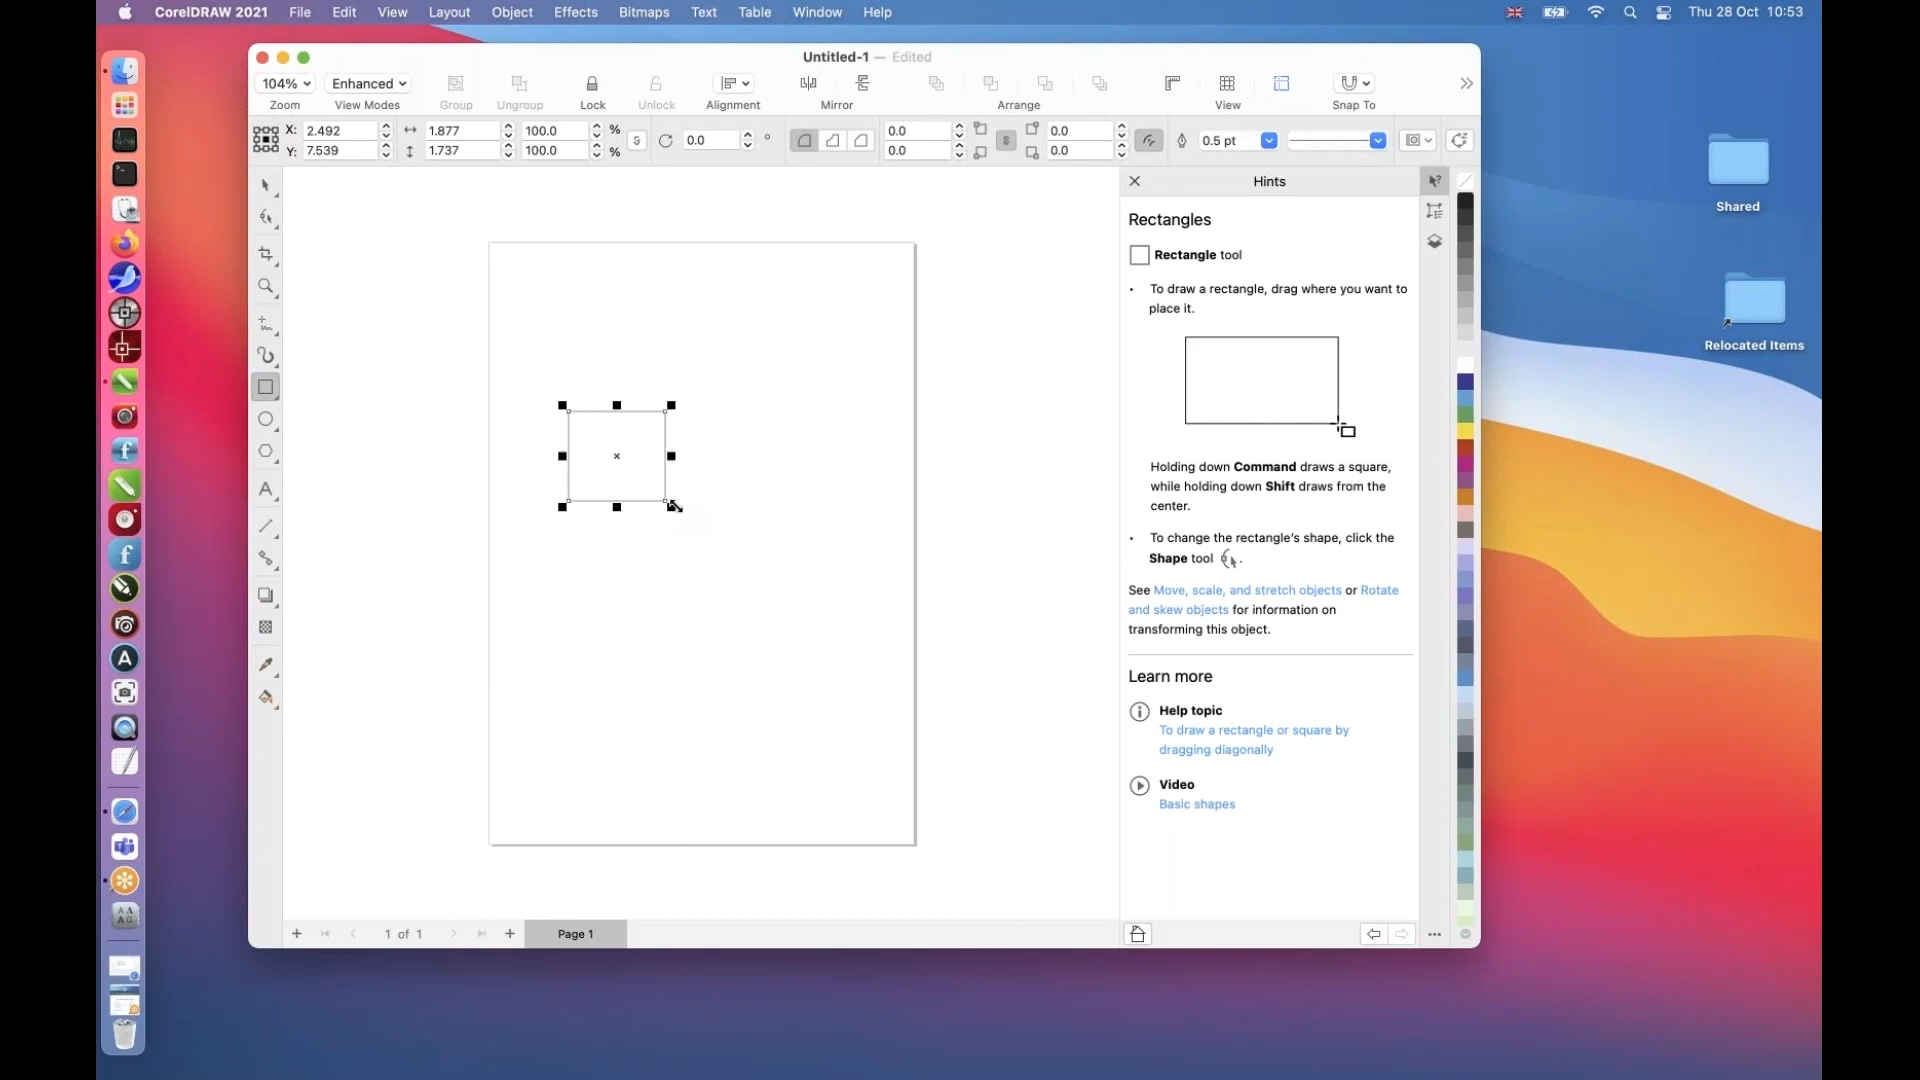 CorelDRAW 2021 File Edit View Layout Object Effects Bitmaps Text Table Window Help Thu 28 Oct 10:53
Untitled-1 — Edited
104% Enhanced
Zoom View Modes Group Ungroup Lock Unlock Alignment Mirror Arrange View Snap To
X: 2.492 1.877 100.0 % 0.0 ° 0.0 0.0 0.5 pt
Y: 7.539 1.737 100.0 % 0.0 0.0
Hints
Rectangles
Rectangle tool
• To draw a rectangle, drag where you want to
place it.
Holding down Command draws a square,
while holding down Shift draws from the
center.
• To change the rectangle's shape, click the
Shape tool .
See Move, scale, and stretch objects or Rotate
and skew objects for information on
transforming this object.
Learn more
Help topic
To draw a rectangle or square by
dragging diagonally
Video
Basic shapes
1 of 1 Page 1
Shared
Relocated Items